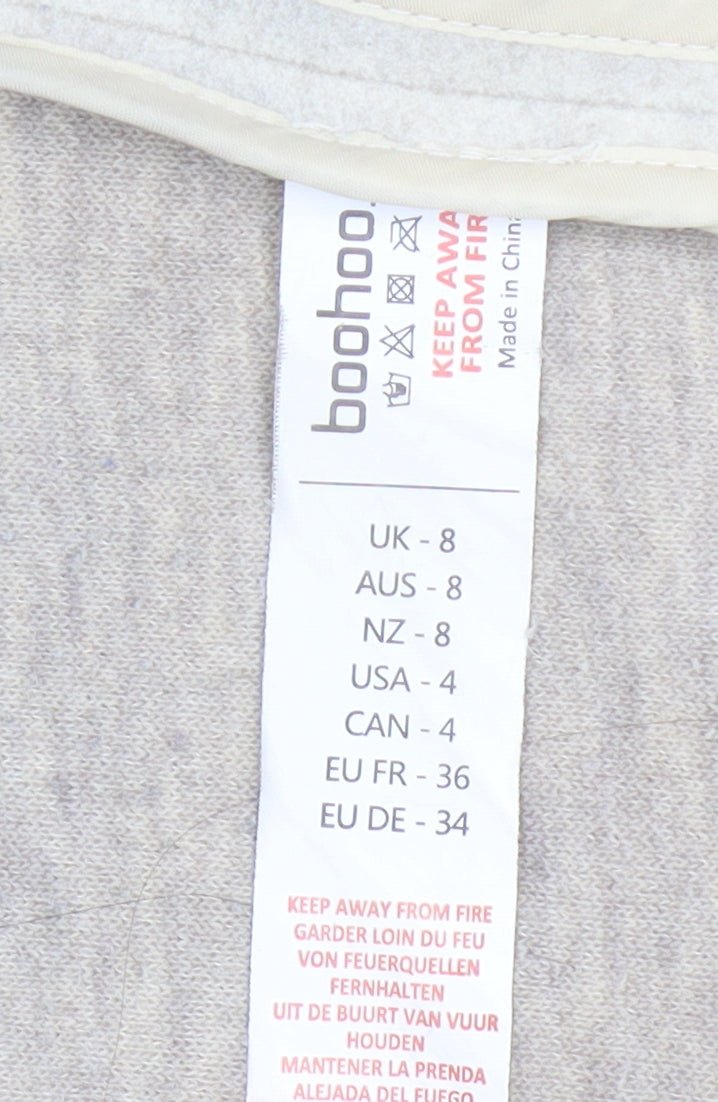 boohoo.
KEEP AWA
FROM FIR
Made in China
UK - 8
AUS - 8
NZ - 8
USA - 4
CAN - 4
EU FR - 36
EU DE - 34
KEEP AWAY FROM FIRE
GARDER LOIN DU FEU
VON FEUERQUELLEN
FERNHALTEN
UIT DE BUURT VAN VUUR
HOUDEN
MANTENER LA PRENDA
ALEJADA DEL FUEGO